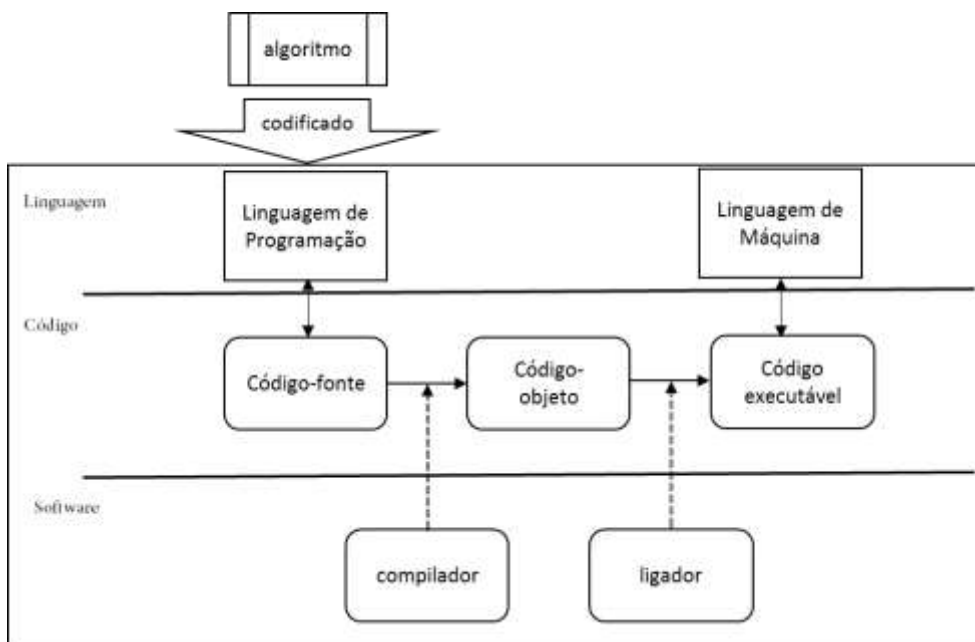 algoritmo
codificado
Linguagem
Linguagem de
Programação
Linguagem de
Máquina
Código
Código-fonte
Código-
objeto
Código
executável
Software
compilador
ligador